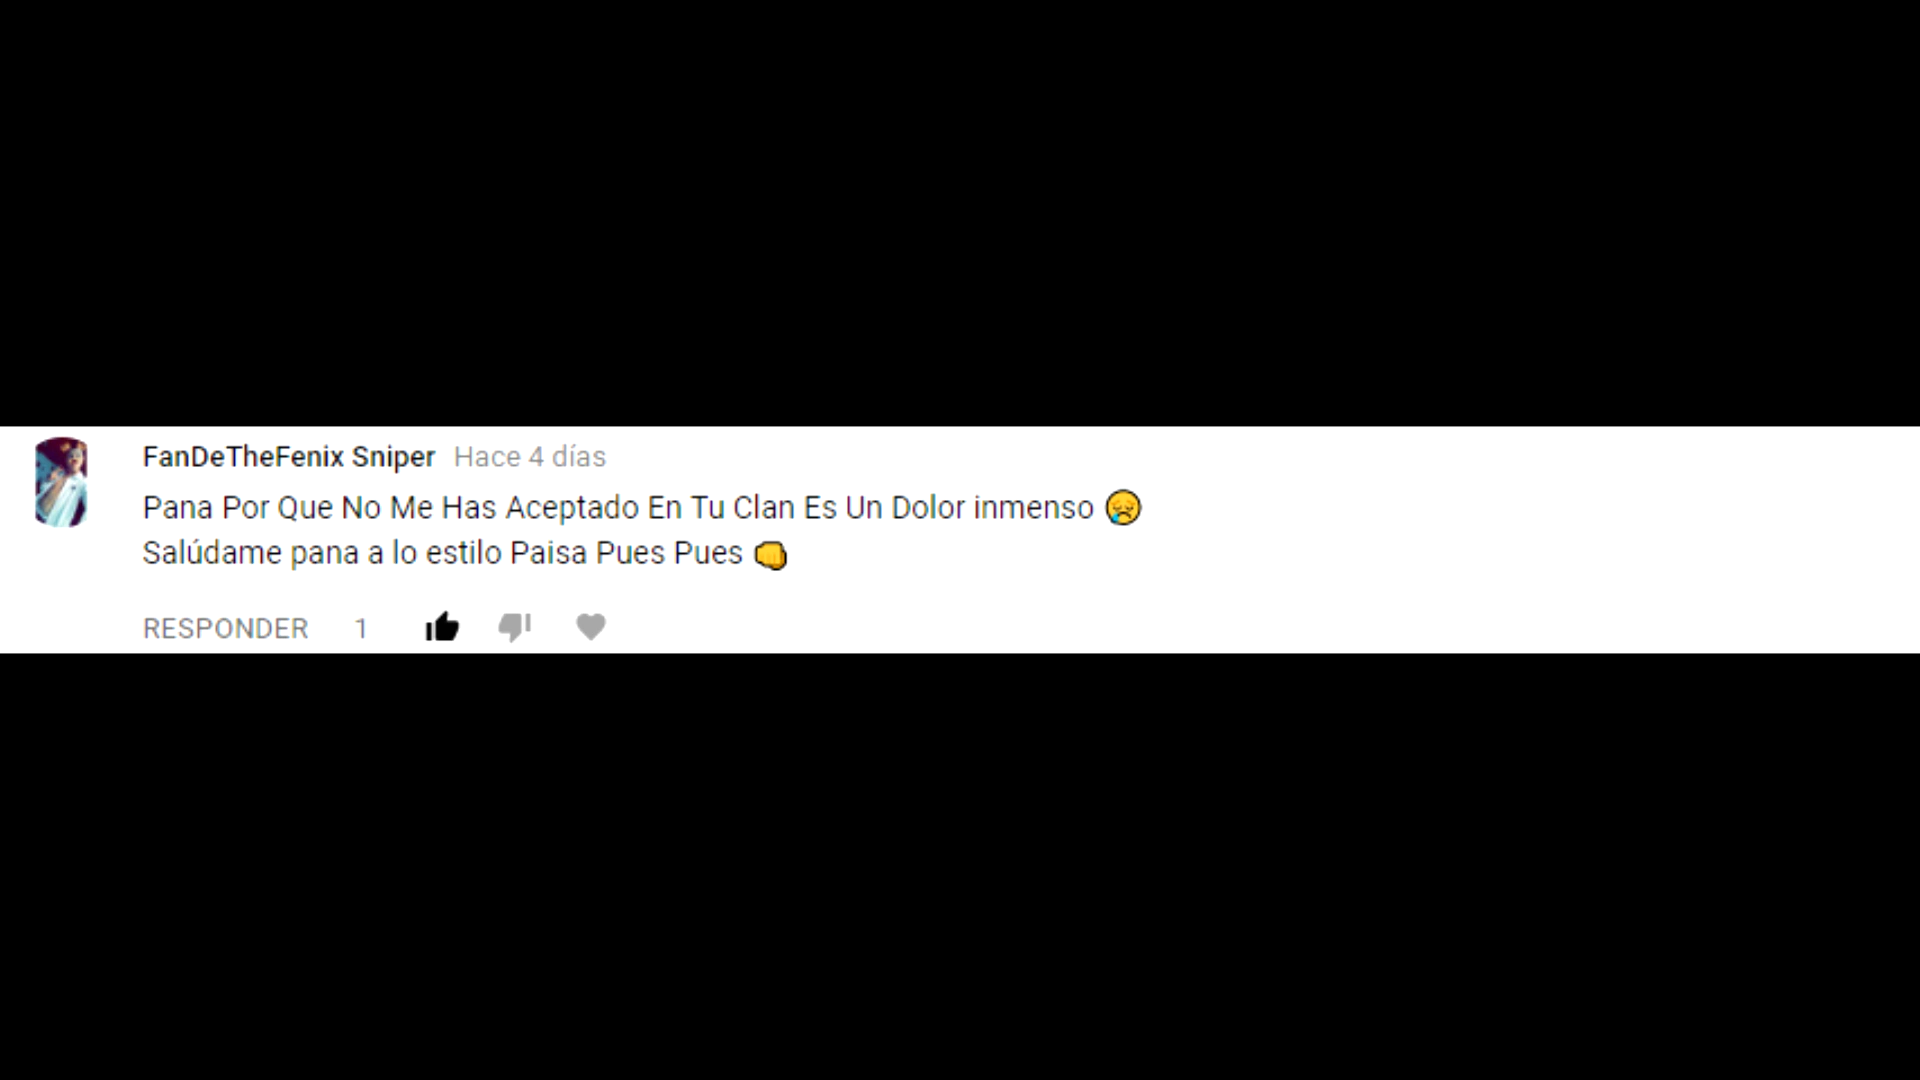 FanDeTheFenix Sniper Hace 4 días
Pana Por Que No Me Has Aceptado En Tu Clan Es Un Dolor inmenso 😥
Salúdame pana a lo estilo Paisa Pues Pues 👊
RESPONDER 1